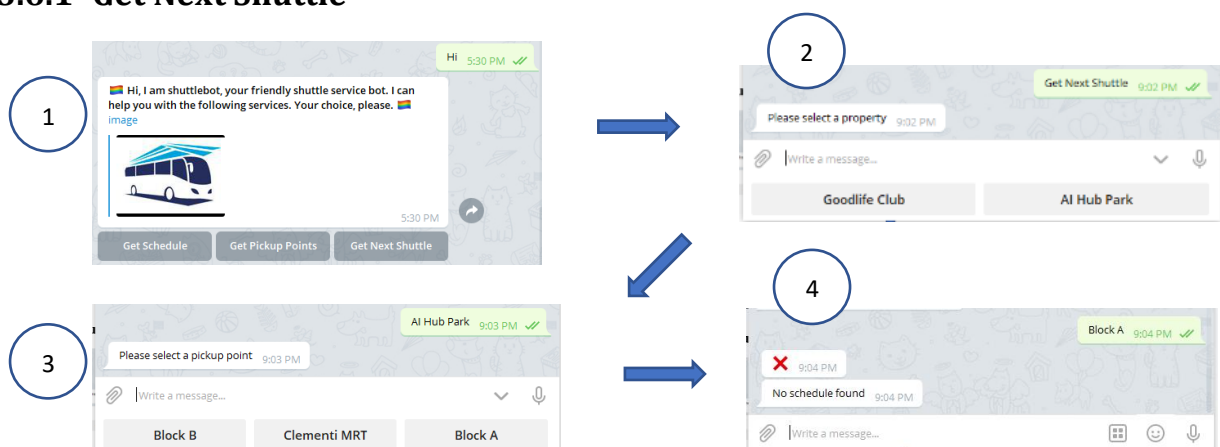 Get Next Shuttle
1
Hi 5:30 PM
Hi, I am shuttlebot, your friendly shuttle service bot. I can
help you with the following services. Your choice, please.
image
5:30 PM
Get Schedule Get Pickup Points Get Next Shuttle
2
Get Next Shuttle 9:02 PM
Please select a property 9:02 PM
Write a message...
Goodlife Club AI Hub Park
3
AI Hub Park 9:03 PM
Please select a pickup point 9:03 PM
Write a message...
Block B Clementi MRT Block A
4
Block A 9:04 PM
9:04 PM
No schedule found 9:04 PM
Write a message...